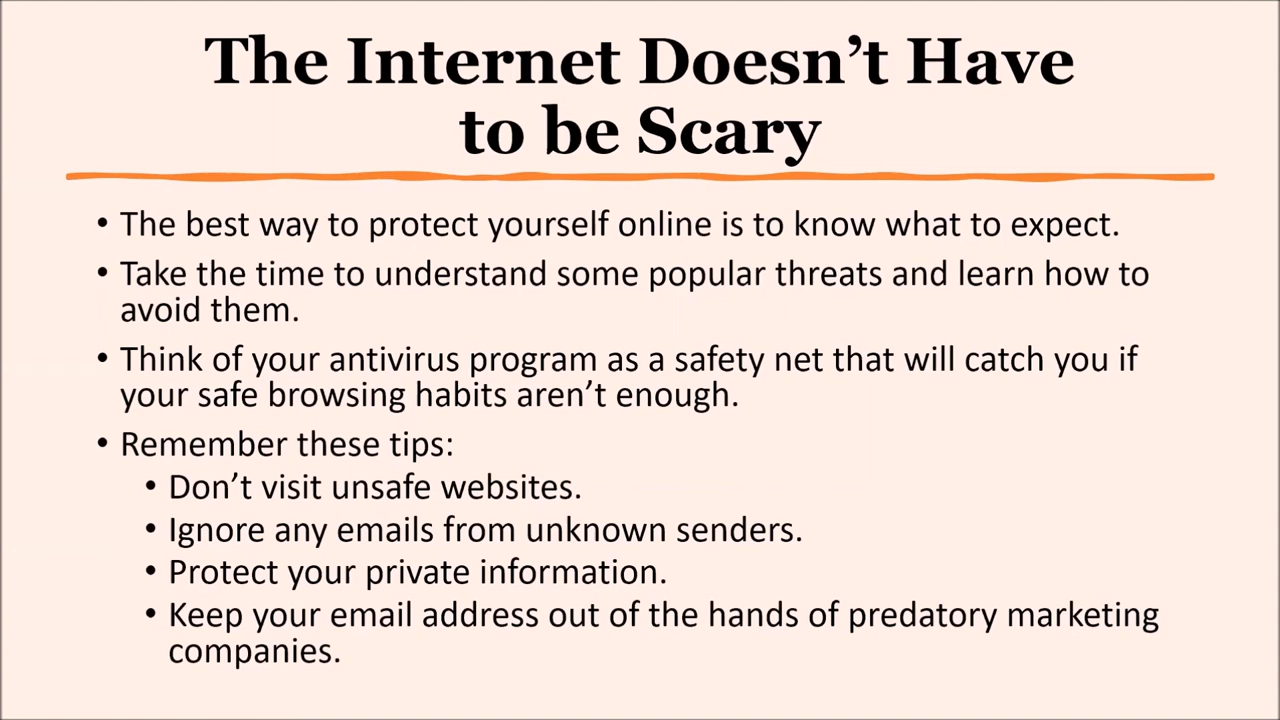 The Internet Doesn’t Have
to be Scary
• The best way to protect yourself online is to know what to expect.
• Take the time to understand some popular threats and learn how to
avoid them.
• Think of your antivirus program as a safety net that will catch you if
your safe browsing habits aren’t enough.
• Remember these tips:
• Don’t visit unsafe websites.
• Ignore any emails from unknown senders.
• Protect your private information.
• Keep your email address out of the hands of predatory marketing
companies.